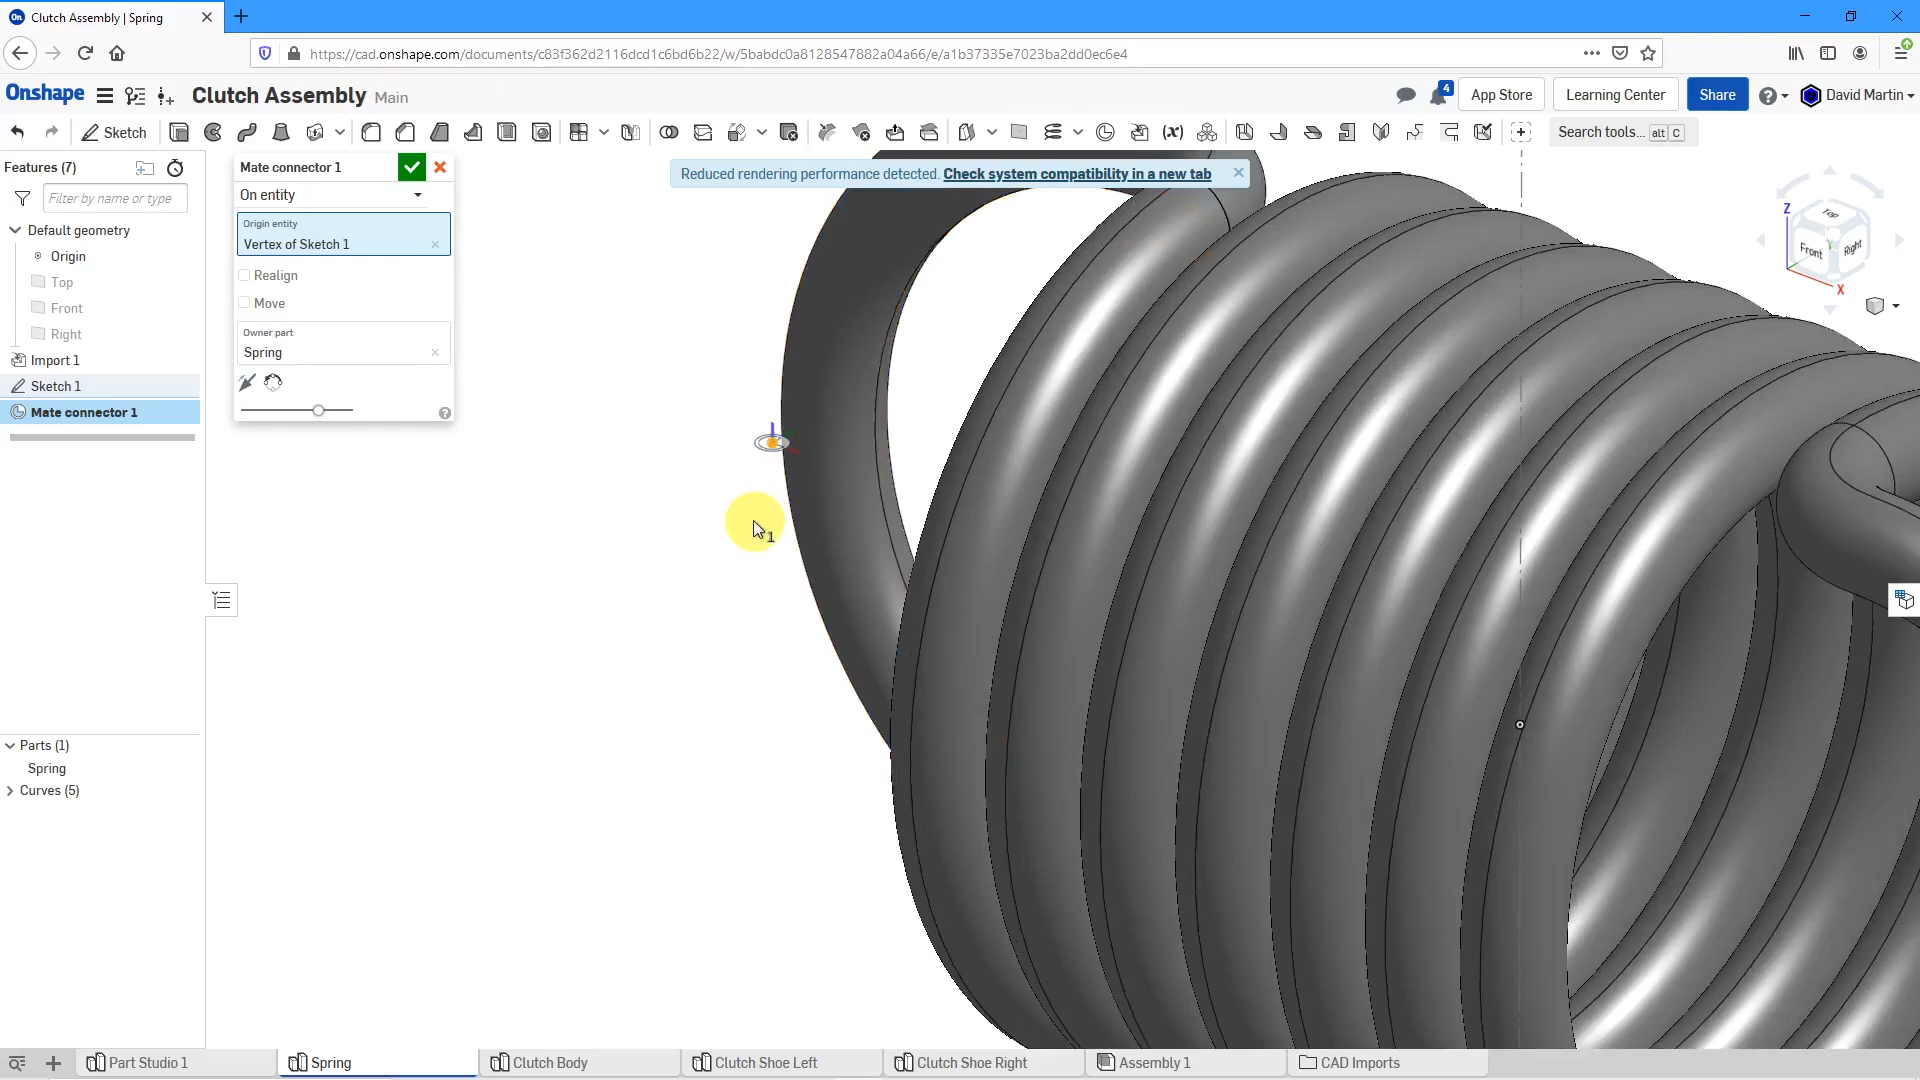 Clutch Assembly | Spring
https://cad.onshape.com/documents/c83f362d2116dcd1c6bd6b22/w/5babdc0a8128547882a04a66/e/a1b37335e7023ba2dd0ec6e4
Onshape Clutch Assembly Main 4 App Store Learning Center Share David Martin
Sketch Search tools... alt C
Features (7)
Filter by name or type
Default geometry
Origin
Top
Front
Right
Import 1
Sketch 1
Mate connector 1
Mate connector 1
On entity
Origin entity
Vertex of Sketch 1
Realign
Move
Owner part
Spring
Reduced rendering performance detected. Check system compatibility in a new tab
Z
Top
Front
Right
X
1
Parts (1)
Spring
Curves (5)
Part Studio 1 Spring Clutch Body Clutch Shoe Left Clutch Shoe Right Assembly 1 CAD Imports